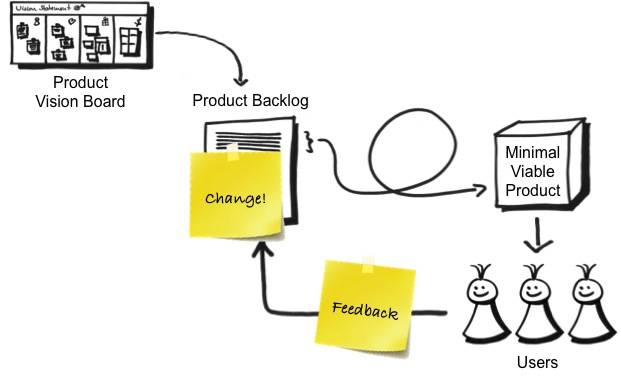 Vision Statement
Product
Vision Board
Product Backlog
Change!
Minimal
Viable
Product
Feedback
Users